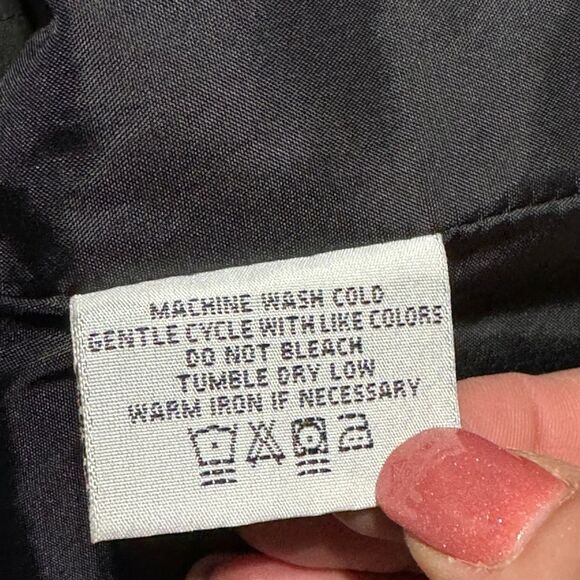 MACHINE WASH COLD
GENTLE CYCLE WITH LIKE COLORS
DO NOT BLEACH
TUMBLE DRY LOW
WARM IRON IF NECESSARY